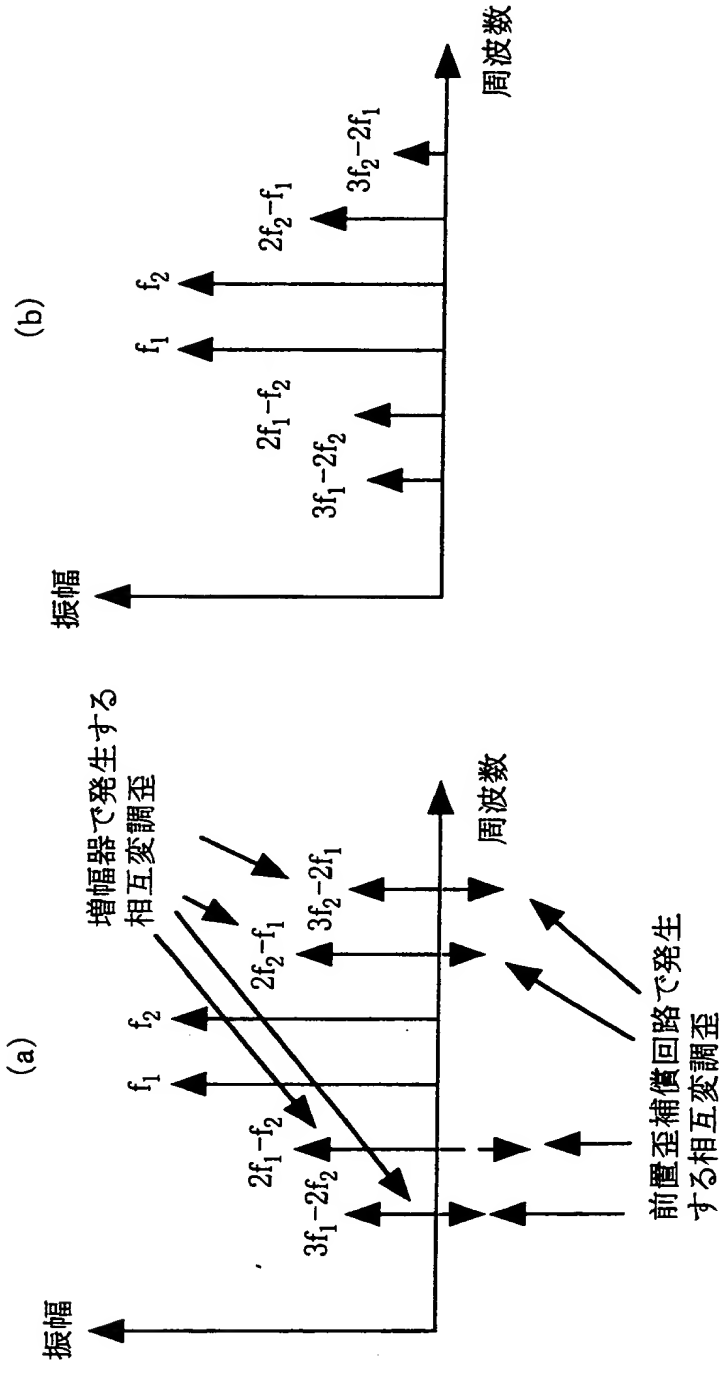 (a)
振幅
増幅器で発生する
相互変調歪
3f₁−2f₂
2f₁−f₂
f₁
f₂
2f₂−f₁
3f₂−2f₁
周波数
前置歪補償回路で発生
する相互変調歪
(b)
振幅
3f₁−2f₂
2f₁−f₂
f₁
f₂
2f₂−f₁
3f₂−2f₁
周波数